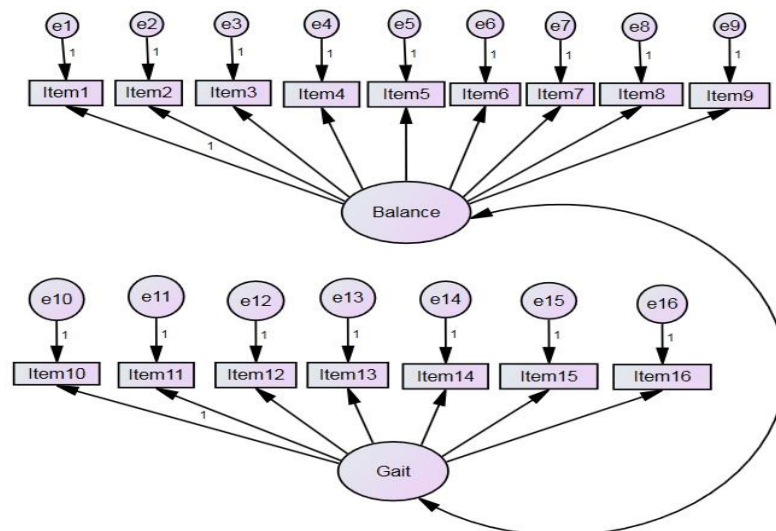 e1 e2 e3 e4 e5 e6 e7 e8 e9
1 1 1 1 1 1 1 1 1
Item1 Item2 Item3 Item4 Item5 Item6 Item7 Item8 Item9
1
Balance
e10 e11 e12 e13 e14 e15 e16
1 1 1 1 1 1 1
Item10 Item11 Item12 Item13 Item14 Item15 Item16
1
Gait